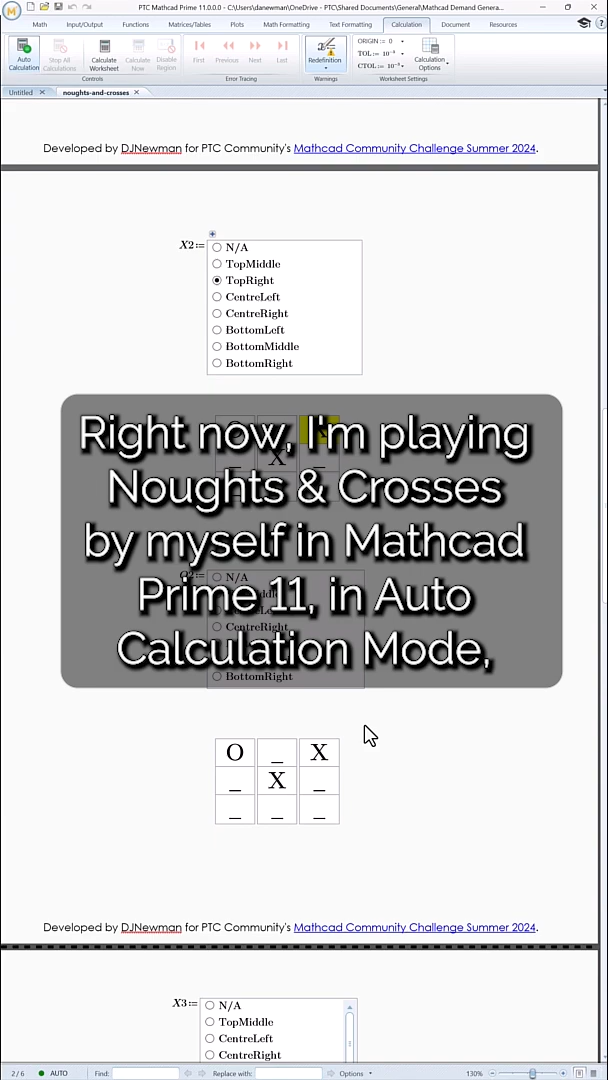 PTC Mathcad Prime 11.0.0.0 - C:\Users\danewman\OneDrive - PTC\Shared Documents\General\Mathcad Demand Genera...
Math Input/Output Functions Matrices/Tables Plots Math Formatting Text Formatting Calculation Document Resources
Auto Calculation
Stop All Calculations
Calculate Worksheet
Calculate Now
Disable Region
First
Previous
Next
Last
Redefinition
ORIGIN := 0
TOL := 10⁻³
CTOL := 10⁻³
Calculation Options
Controls Error Tracing Warnings Worksheet Settings
Untitled noughts-and-crosses
Developed by DJNewman for PTC Community's Mathcad Community Challenge Summer 2024.
X2:=
N/A
TopMiddle
TopRight
CentreLeft
CentreRight
BottomLeft
BottomMiddle
BottomRight
Right now, I'm playing
Noughts & Crosses
by myself in Mathcad
Prime 11, in Auto
Calculation Mode,
_ X _
O2:=
N/A
CentreRight
BottomRight
O _ X
_ X _
_ _ _
Developed by DJNewman for PTC Community's Mathcad Community Challenge Summer 2024.
X3:=
N/A
TopMiddle
CentreLeft
CentreRight
2 / 6 AUTO Find: Replace with: Options 130%